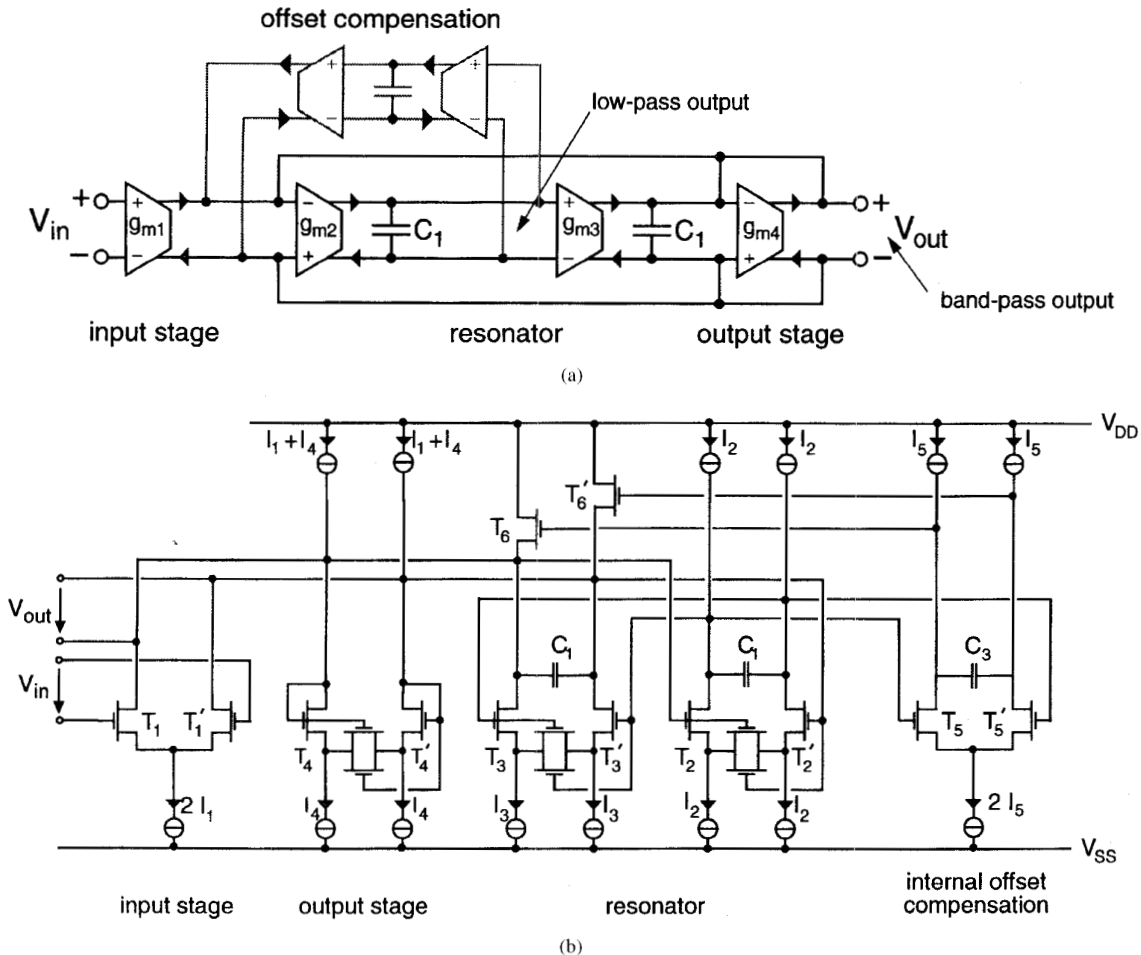 offset compensation
+ +
− −
low-pass output
+ + − + − +
V_in g_m1 g_m2 C_1 g_m3 C_1 g_m4 V_out
− − + − + −
band-pass output
input stage resonator output stage
(a)
I_1+I_4 I_1+I_4 I_2 I_2 I_5 I_5 V_DD
T_6 T_6'
V_out
V_in
C_1 C_1 C_3
T_1 T_1' T_4 T_4' T_3 T_3' T_2 T_2' T_5 T_5'
2 I_1 I_4 I_4 I_3 I_3 I_2 I_2 2 I_5
V_SS
input stage output stage resonator internal offset
compensation
(b)